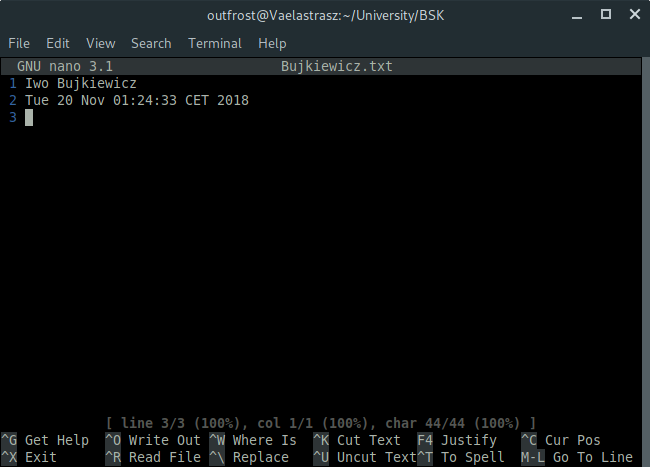 outfrost@Vaelastrasz:~/University/BSK
File Edit View Search Terminal Help
GNU nano 3.1 Bujkiewicz.txt
1 Iwo Bujkiewicz
2 Tue 20 Nov 01:24:33 CET 2018
3
[ line 3/3 (100%), col 1/1 (100%), char 44/44 (100%) ]
^G Get Help ^O Write Out ^W Where Is ^K Cut Text F4 Justify ^C Cur Pos
^X Exit ^R Read File ^\ Replace ^U Uncut Text ^T To Spell M-L Go To Line